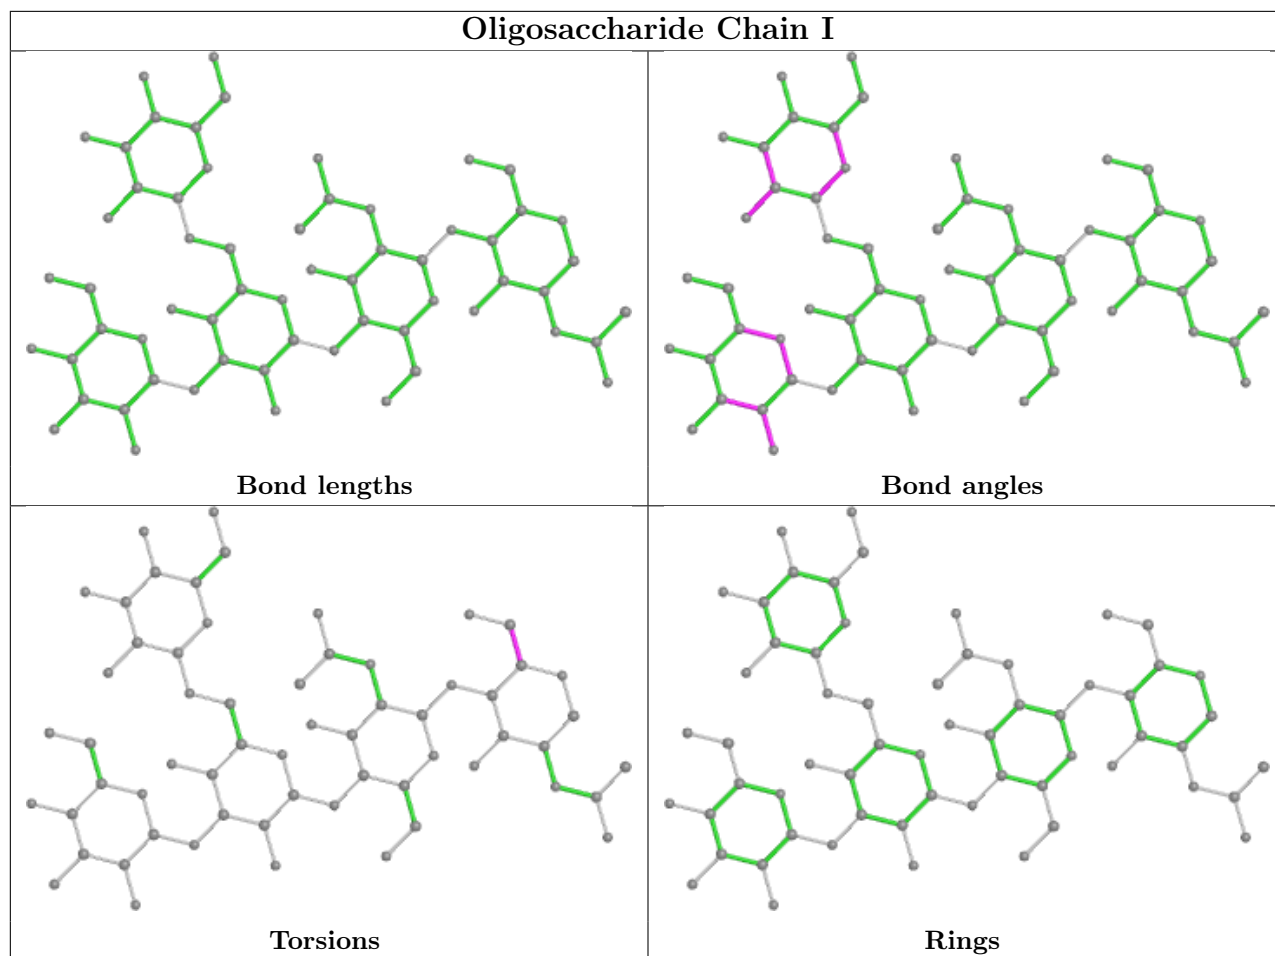 Oligosaccharide Chain I
Bond lengths
Bond angles
Torsions
Rings